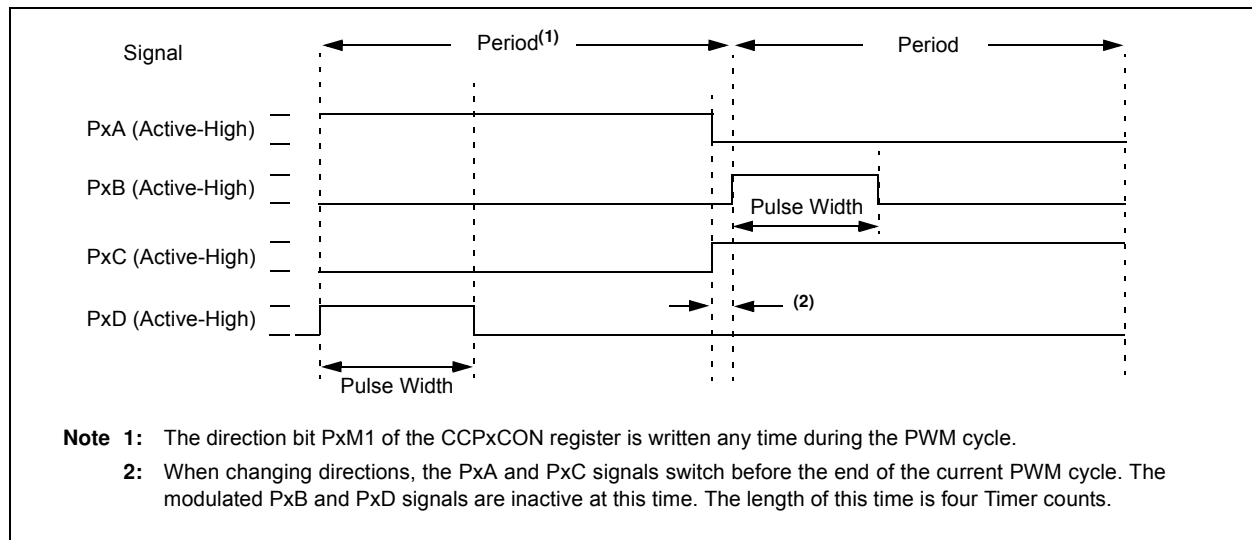 Signal
Period(1)
Period
PxA (Active-High)
PxB (Active-High)
Pulse Width
PxC (Active-High)
(2)
PxD (Active-High)
Pulse Width
Note 1: The direction bit PxM1 of the CCPxCON register is written any time during the PWM cycle.
2: When changing directions, the PxA and PxC signals switch before the end of the current PWM cycle. The
modulated PxB and PxD signals are inactive at this time. The length of this time is four Timer counts.